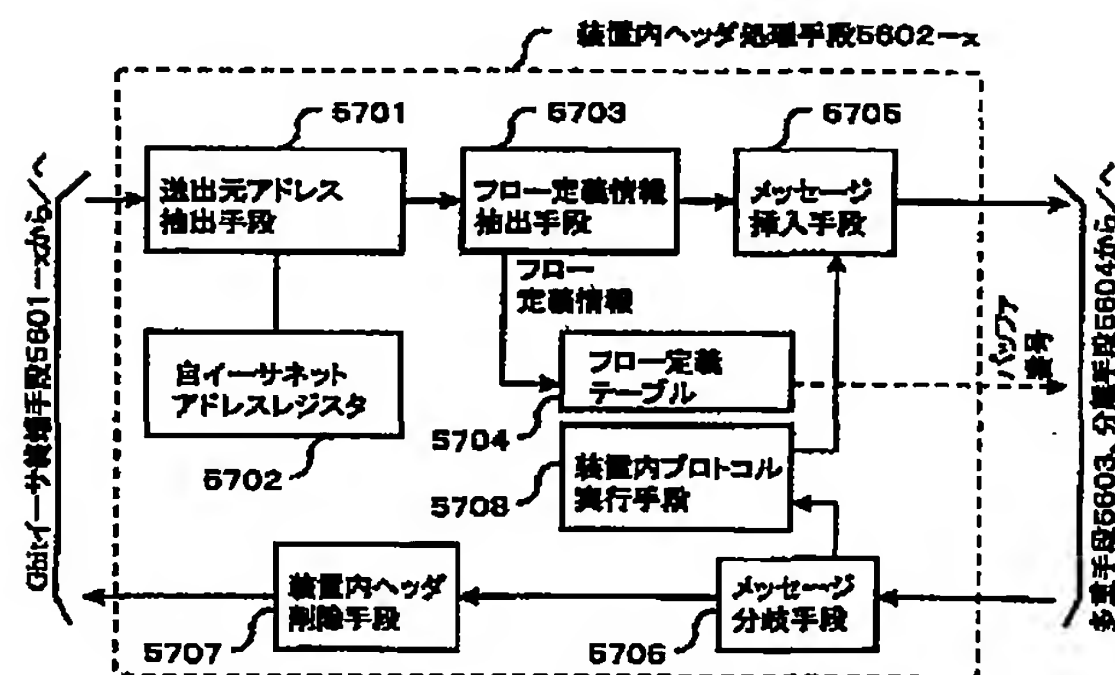 装置内ヘッダ処理手段5602-x
5701
5703
5705
送出元アドレス
抽出手段
フロー定義情報
抽出手段
メッセージ
挿入手段
フロー
定義情報
自イーサネット
アドレスレジスタ
5702
フロー定義
テーブル
5704
バッファ
番号
装置内プロトコル
実行手段
5708
装置内ヘッダ
削除手段
5707
メッセージ
分岐手段
5706
Gbitイーサ終端手段5601-xから/へ
多重手段5603、分離手段5604から/へ